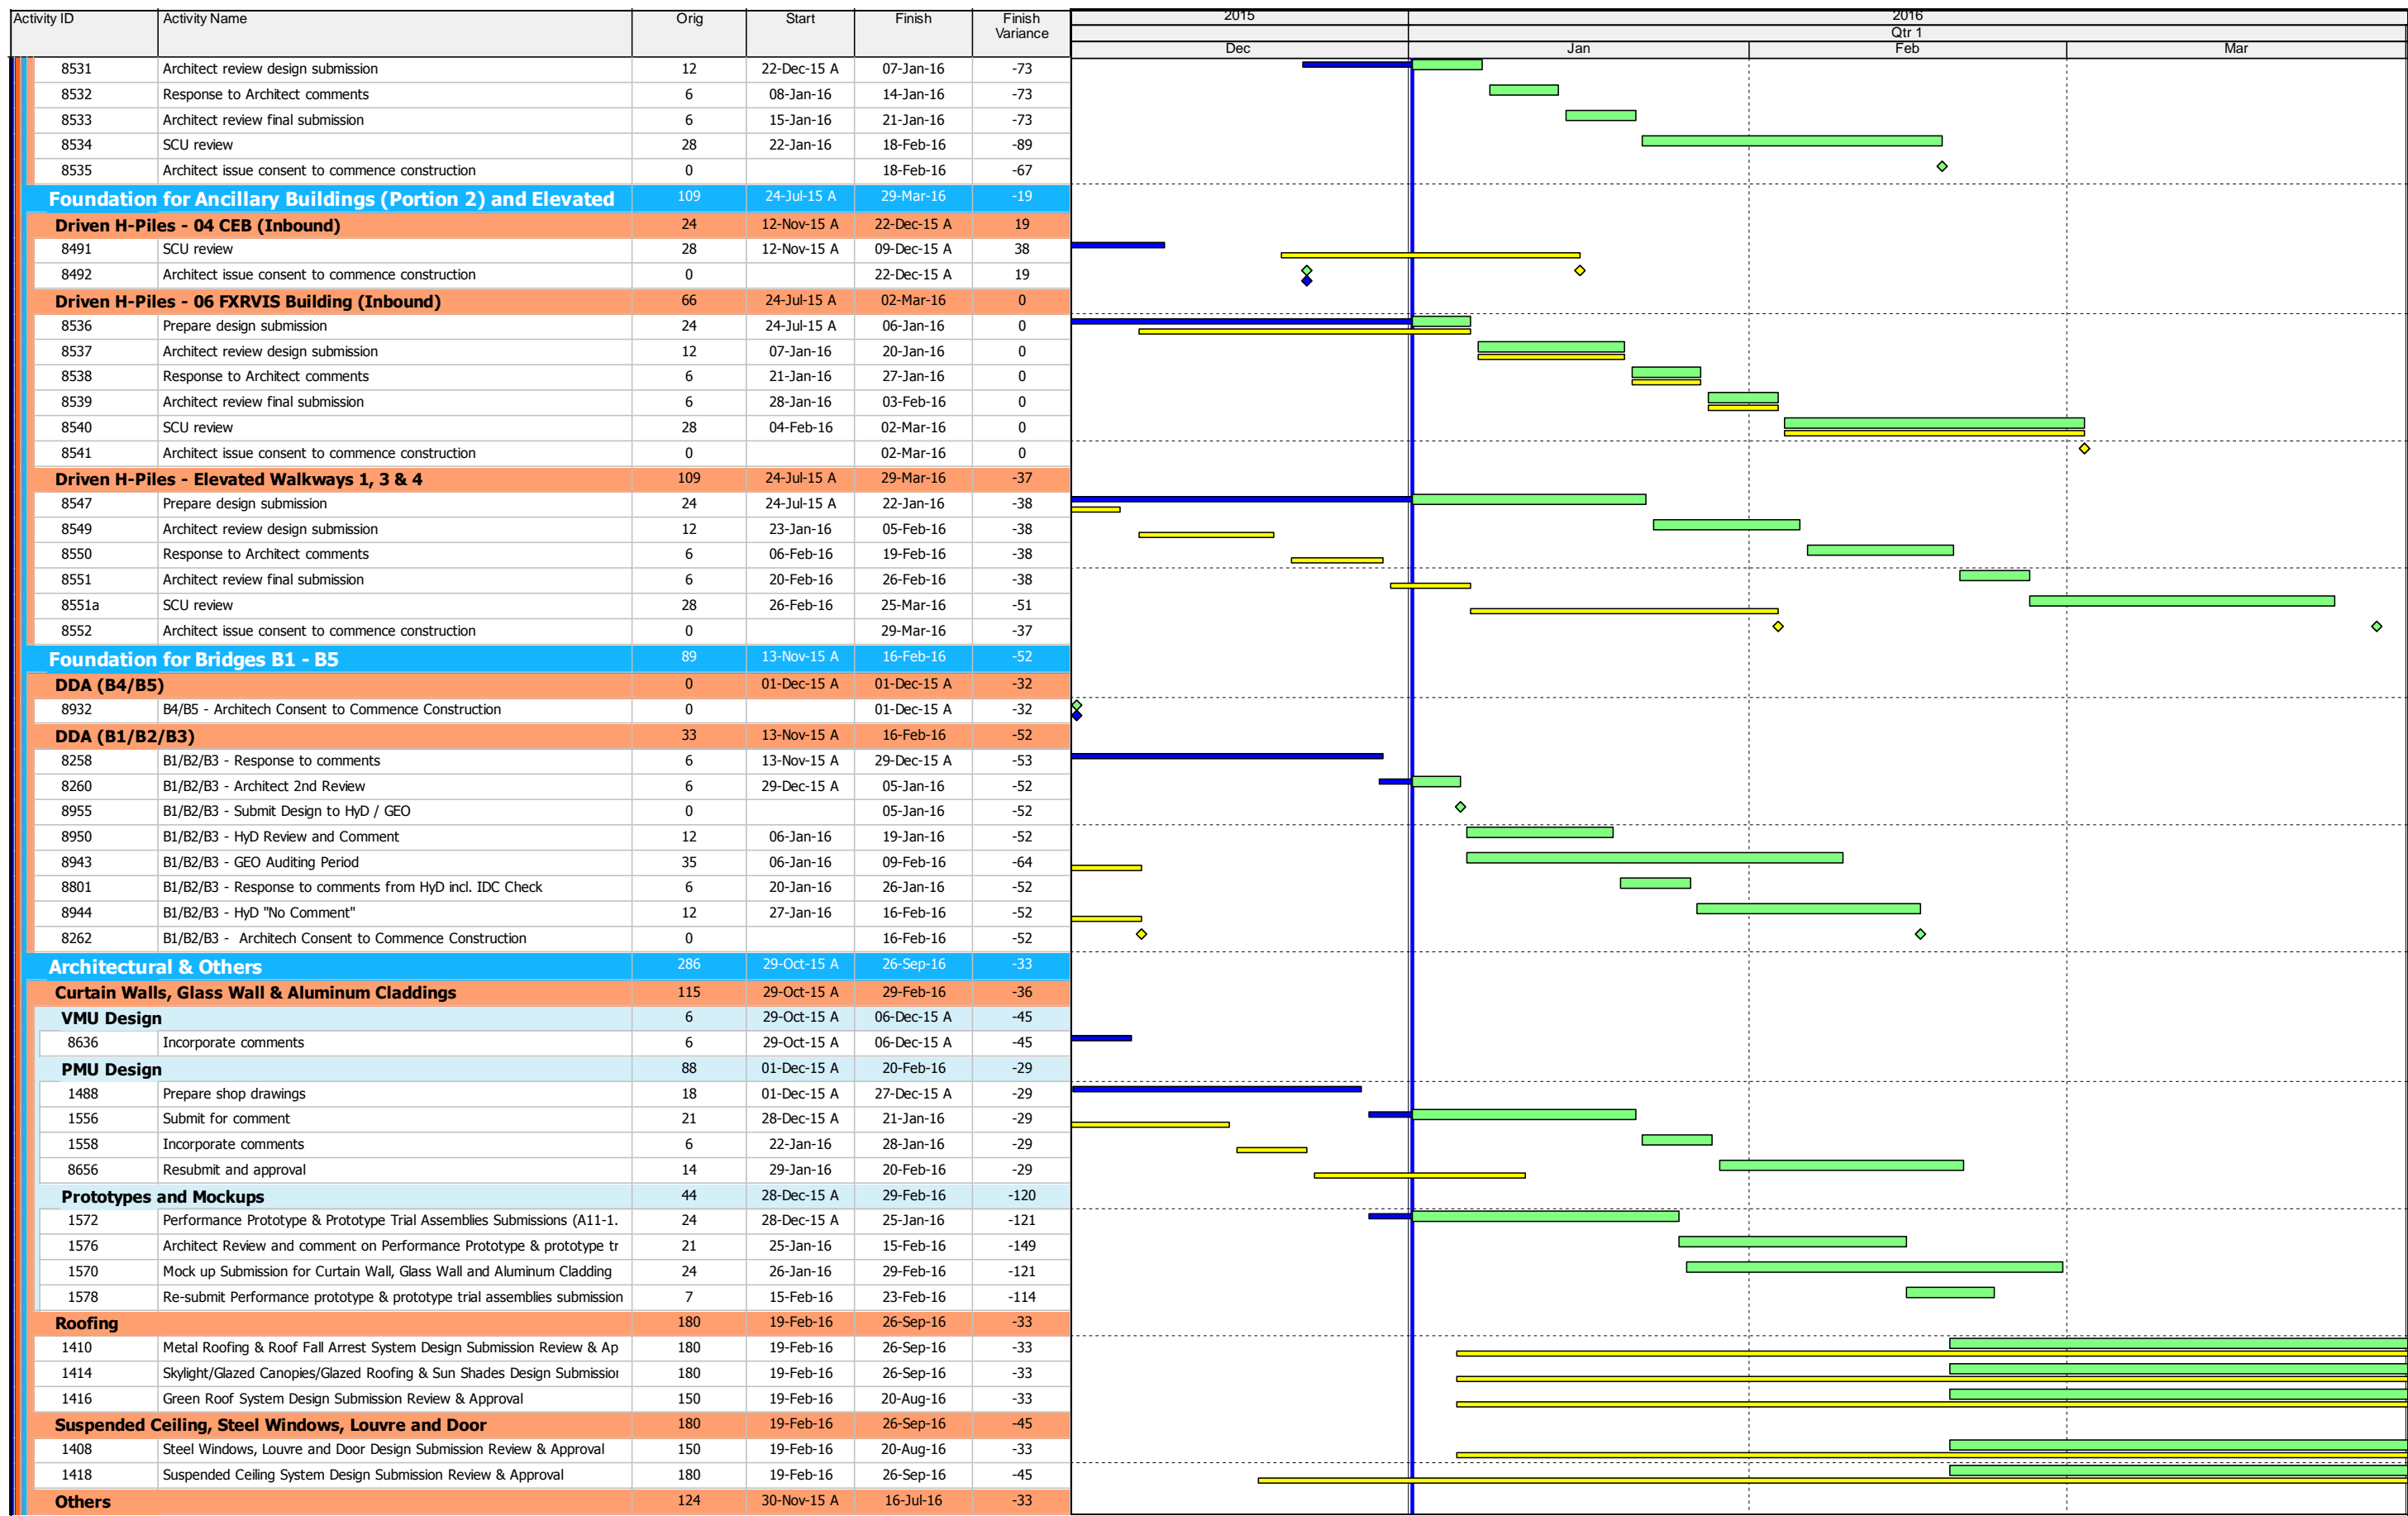 Activity ID Activity Name Orig Start Finish Finish Variance 2015 2016
Qtr 1
Dec Jan Feb Mar
8531 Architect review design submission 12 22-Dec-15 A 07-Jan-16 -73
8532 Response to Architect comments 6 08-Jan-16 14-Jan-16 -73
8533 Architect review final submission 6 15-Jan-16 21-Jan-16 -73
8534 SCU review 28 22-Jan-16 18-Feb-16 -89
8535 Architect issue consent to commence construction 0 18-Feb-16 -67
Foundation for Ancillary Buildings (Portion 2) and Elevated 109 24-Jul-15 A 29-Mar-16 -19
Driven H-Piles - 04 CEB (Inbound) 24 12-Nov-15 A 22-Dec-15 A 19
8491 SCU review 28 12-Nov-15 A 09-Dec-15 A 38
8492 Architect issue consent to commence construction 0 22-Dec-15 A 19
Driven H-Piles - 06 FXRVIS Building (Inbound) 66 24-Jul-15 A 02-Mar-16 0
8536 Prepare design submission 24 24-Jul-15 A 06-Jan-16 0
8537 Architect review design submission 12 07-Jan-16 20-Jan-16 0
8538 Response to Architect comments 6 21-Jan-16 27-Jan-16 0
8539 Architect review final submission 6 28-Jan-16 03-Feb-16 0
8540 SCU review 28 04-Feb-16 02-Mar-16 0
8541 Architect issue consent to commence construction 0 02-Mar-16 0
Driven H-Piles - Elevated Walkways 1, 3 & 4 109 24-Jul-15 A 29-Mar-16 -37
8547 Prepare design submission 24 24-Jul-15 A 22-Jan-16 -38
8549 Architect review design submission 12 23-Jan-16 05-Feb-16 -38
8550 Response to Architect comments 6 06-Feb-16 19-Feb-16 -38
8551 Architect review final submission 6 20-Feb-16 26-Feb-16 -38
8551a SCU review 28 26-Feb-16 25-Mar-16 -51
8552 Architect issue consent to commence construction 0 29-Mar-16 -37
Foundation for Bridges B1 - B5 89 13-Nov-15 A 16-Feb-16 -52
DDA (B4/B5) 0 01-Dec-15 A 01-Dec-15 A -32
8932 B4/B5 - Architech Consent to Commence Construction 0 01-Dec-15 A -32
DDA (B1/B2/B3) 33 13-Nov-15 A 16-Feb-16 -52
8258 B1/B2/B3 - Response to comments 6 13-Nov-15 A 29-Dec-15 A -53
8260 B1/B2/B3 - Architect 2nd Review 6 29-Dec-15 A 05-Jan-16 -52
8955 B1/B2/B3 - Submit Design to HyD / GEO 0 05-Jan-16 -52
8950 B1/B2/B3 - HyD Review and Comment 12 06-Jan-16 19-Jan-16 -52
8943 B1/B2/B3 - GEO Auditing Period 35 06-Jan-16 09-Feb-16 -64
8801 B1/B2/B3 - Response to comments from HyD incl. IDC Check 6 20-Jan-16 26-Jan-16 -52
8944 B1/B2/B3 - HyD "No Comment" 12 27-Jan-16 16-Feb-16 -52
8262 B1/B2/B3 - Architech Consent to Commence Construction 0 16-Feb-16 -52
Architectural & Others 286 29-Oct-15 A 26-Sep-16 -33
Curtain Walls, Glass Wall & Aluminum Claddings 115 29-Oct-15 A 29-Feb-16 -36
VMU Design 6 29-Oct-15 A 06-Dec-15 A -45
8636 Incorporate comments 6 29-Oct-15 A 06-Dec-15 A -45
PMU Design 88 01-Dec-15 A 20-Feb-16 -29
1488 Prepare shop drawings 18 01-Dec-15 A 27-Dec-15 A -29
1556 Submit for comment 21 28-Dec-15 A 21-Jan-16 -29
1558 Incorporate comments 6 22-Jan-16 28-Jan-16 -29
8656 Resubmit and approval 14 29-Jan-16 20-Feb-16 -29
Prototypes and Mockups 44 28-Dec-15 A 29-Feb-16 -120
1572 Performance Prototype & Prototype Trial Assemblies Submissions (A11-1. 24 28-Dec-15 A 25-Jan-16 -121
1576 Architect Review and comment on Performance Prototype & prototype tr 21 25-Jan-16 15-Feb-16 -149
1570 Mock up Submission for Curtain Wall, Glass Wall and Aluminum Cladding 24 26-Jan-16 29-Feb-16 -121
1578 Re-submit Performance prototype & prototype trial assemblies submission 7 15-Feb-16 23-Feb-16 -114
Roofing 180 19-Feb-16 26-Sep-16 -33
1410 Metal Roofing & Roof Fall Arrest System Design Submission Review & Ap 180 19-Feb-16 26-Sep-16 -33
1414 Skylight/Glazed Canopies/Glazed Roofing & Sun Shades Design Submission 180 19-Feb-16 26-Sep-16 -33
1416 Green Roof System Design Submission Review & Approval 150 19-Feb-16 20-Aug-16 -33
Suspended Ceiling, Steel Windows, Louvre and Door 180 19-Feb-16 26-Sep-16 -45
1408 Steel Windows, Louvre and Door Design Submission Review & Approval 150 19-Feb-16 20-Aug-16 -33
1418 Suspended Ceiling System Design Submission Review & Approval 180 19-Feb-16 26-Sep-16 -45
Others 124 30-Nov-15 A 16-Jul-16 -33